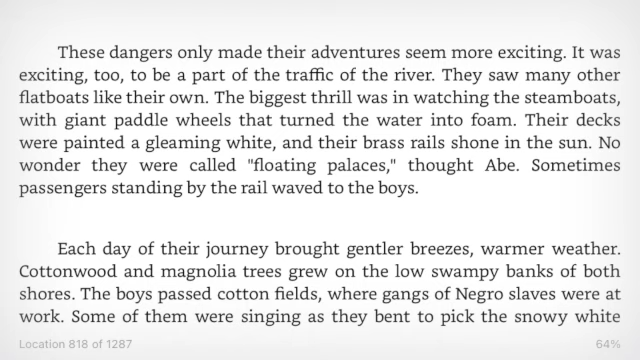 These dangers only made their adventures seem more exciting. It was
exciting, too, to be a part of the traffic of the river. They saw many other
flatboats like their own. The biggest thrill was in watching the steamboats,
with giant paddle wheels that turned the water into foam. Their decks
were painted a gleaming white, and their brass rails shone in the sun. No
wonder they were called "floating palaces," thought Abe. Sometimes
passengers standing by the rail waved to the boys.
Each day of their journey brought gentler breezes, warmer weather.
Cottonwood and magnolia trees grew on the low swampy banks of both
shores. The boys passed cotton fields, where gangs of Negro slaves were at
work. Some of them were singing as they bent to pick the snowy white
Location 818 of 1287 64%